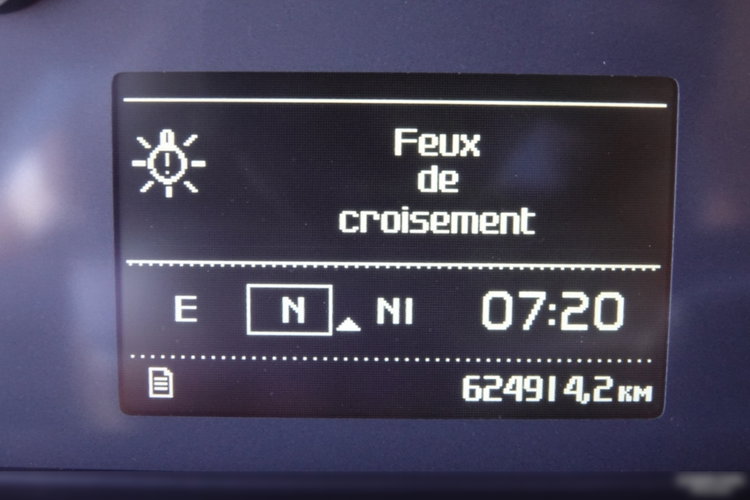 Feux
de
croisement
E N NI 07:20
624914,2 KM